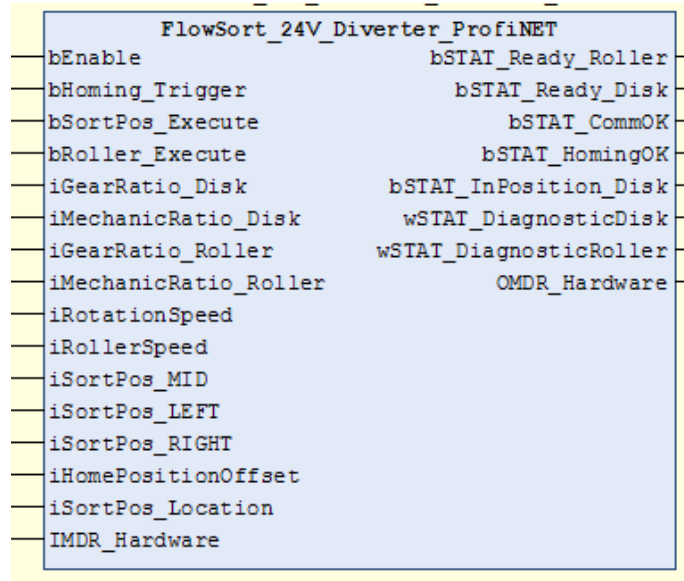 FlowSort_24V_Diverter_ProfiNET
bEnable bSTAT_Ready_Roller
bHoming_Trigger bSTAT_Ready_Disk
bSortPos_Execute bSTAT_CommOK
bRoller_Execute bSTAT_HomingOK
iGearRatio_Disk bSTAT_InPosition_Disk
iMechanicRatio_Disk wSTAT_DiagnosticDisk
iGearRatio_Roller wSTAT_DiagnosticRoller
iMechanicRatio_Roller OMDR_Hardware
iRotationSpeed
iRollerSpeed
iSortPos_MID
iSortPos_LEFT
iSortPos_RIGHT
iHomePositionOffset
iSortPos_Location
IMDR_Hardware